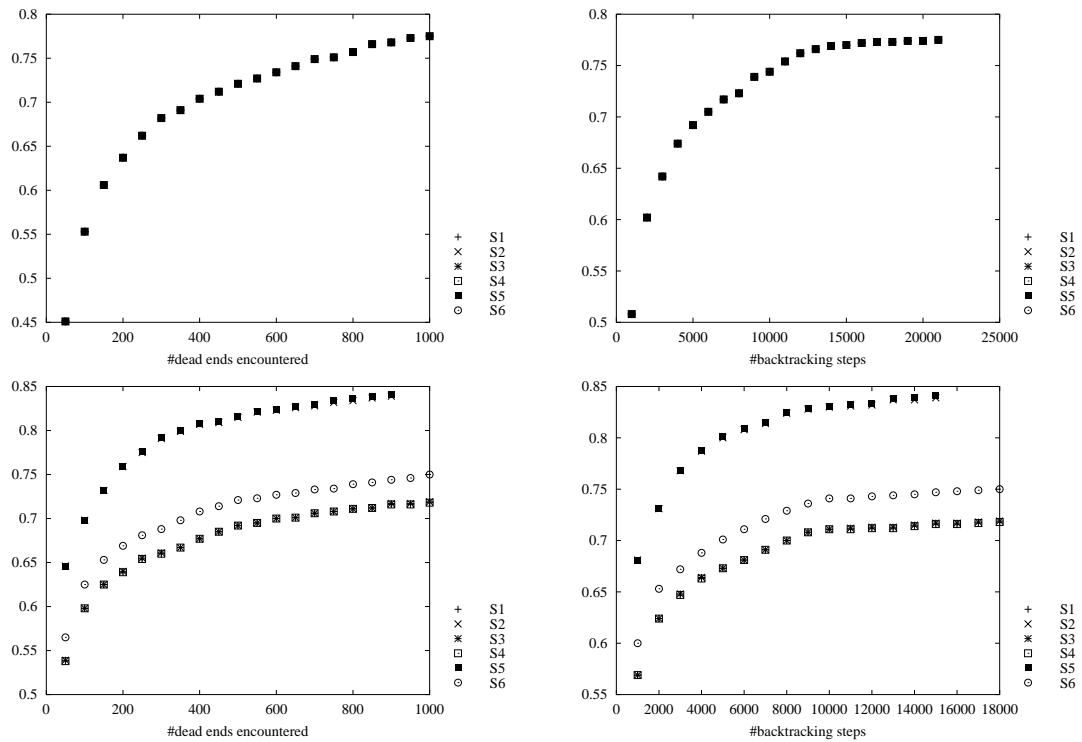 0.8
0.75
0.7
0.65
0.6
0.55
0.5
0.45
0 200 400 600 800 1000
#dead ends encountered
S1
S2
S3
S4
S5
S6
0.8
0.75
0.7
0.65
0.6
0.55
0.5
0 5000 10000 15000 20000 25000
#backtracking steps
S1
S2
S3
S4
S5
S6
0.85
0.8
0.75
0.7
0.65
0.6
0.55
0.5
0 200 400 600 800 1000
#dead ends encountered
S1
S2
S3
S4
S5
S6
0.85
0.8
0.75
0.7
0.65
0.6
0.55
0 2000 4000 6000 8000 10000 12000 14000 16000 18000
#backtracking steps
S1
S2
S3
S4
S5
S6